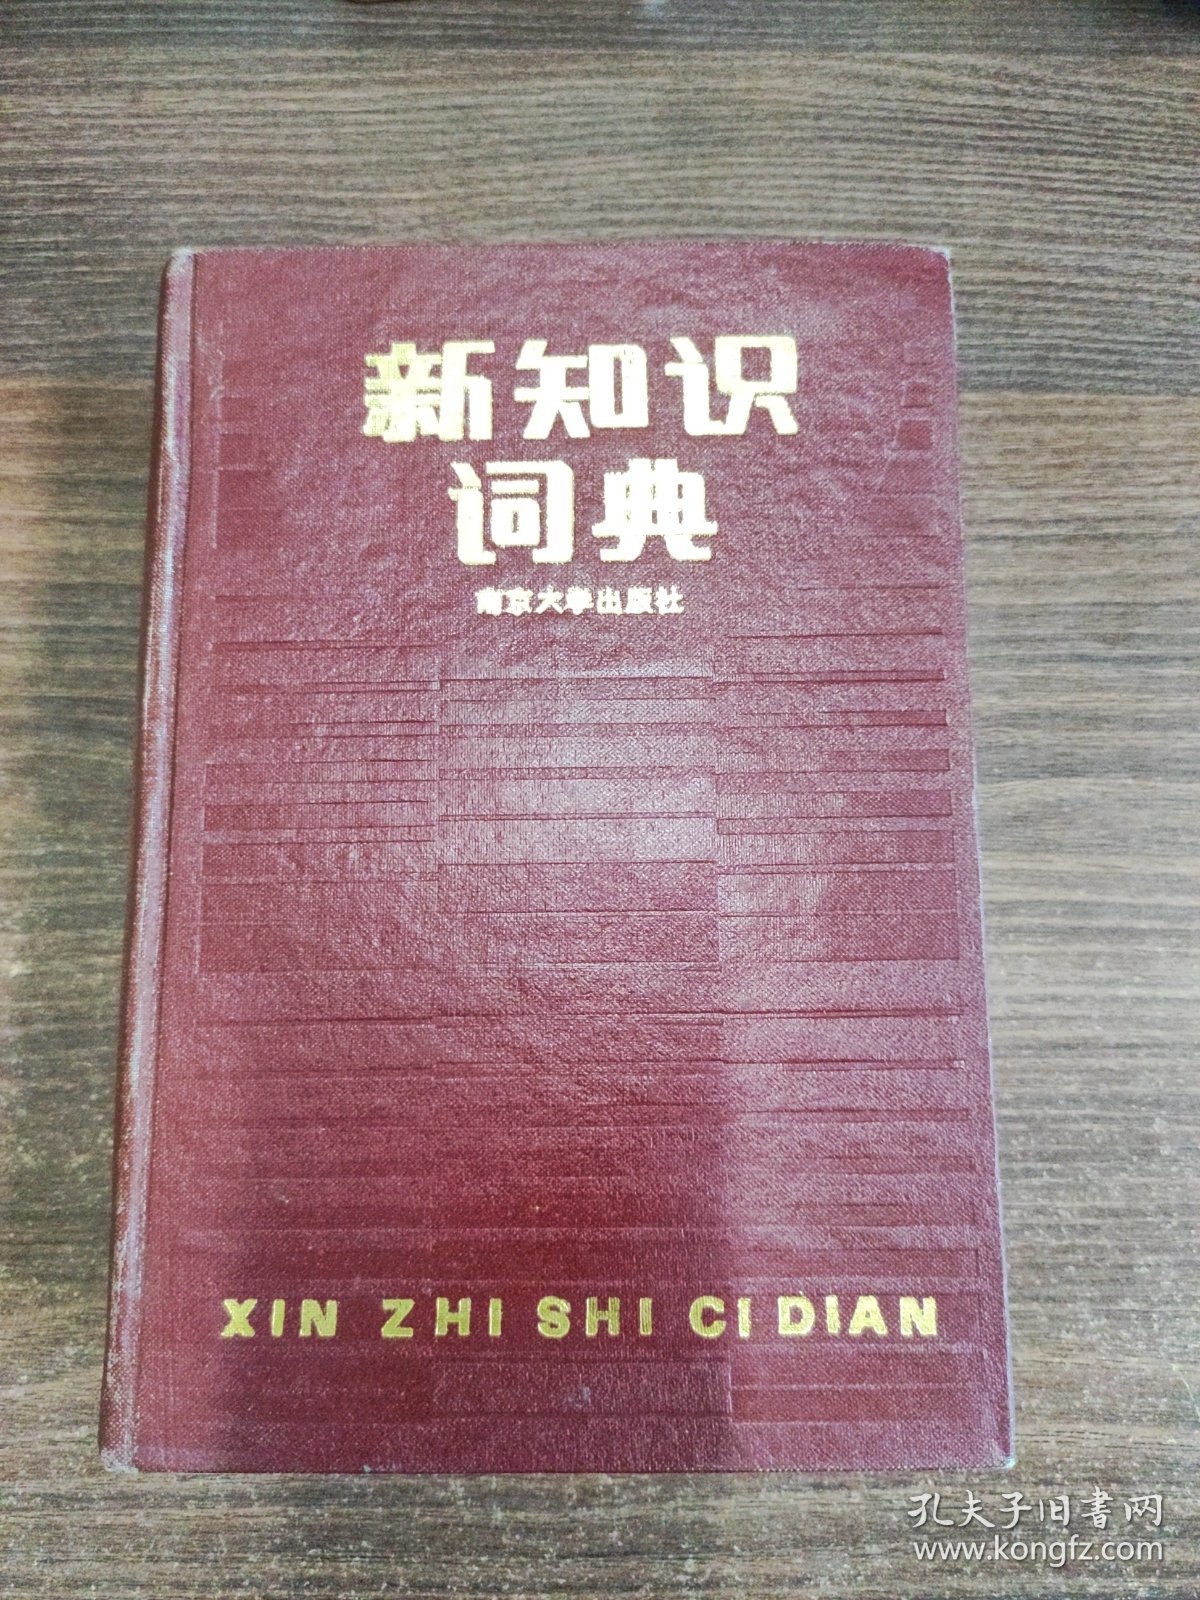 新知识
词典
南京大学出版社
XIN ZHI SHI CI DIAN
孔夫子旧書网
www.kongfz.com